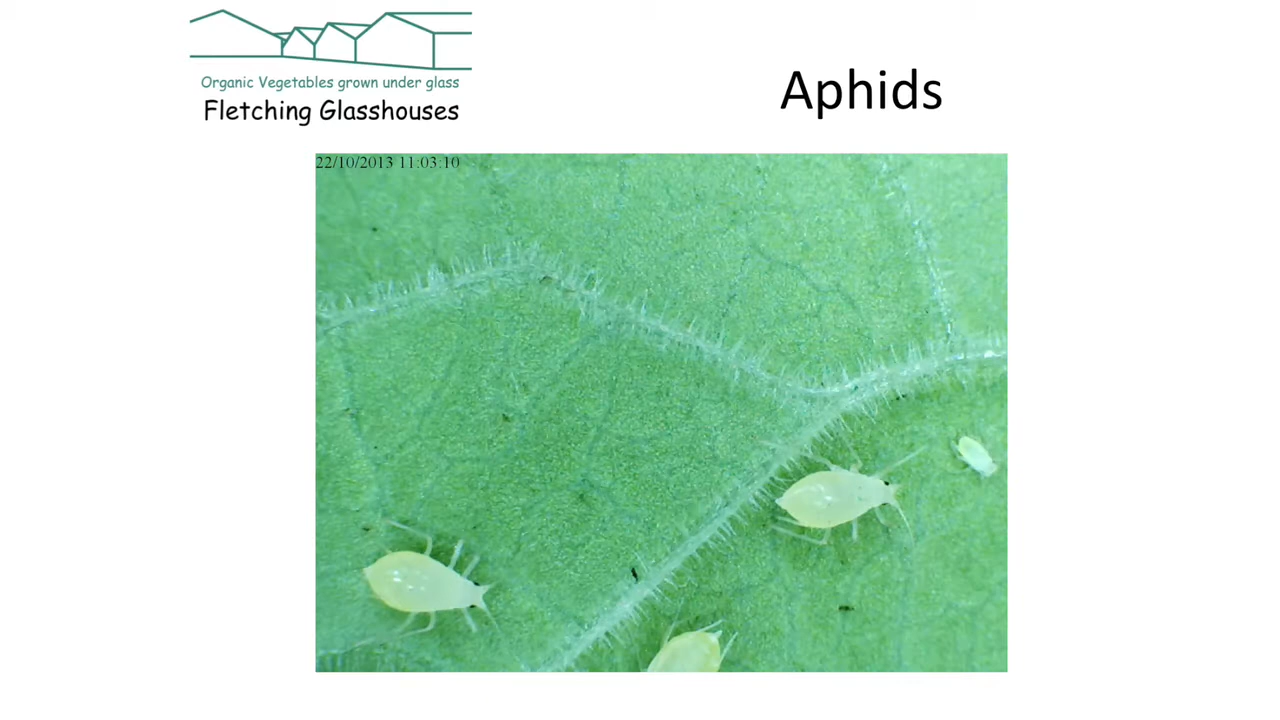 Organic Vegetables grown under glass
Fletching Glasshouses
Aphids
22/10/2013 11:03:10